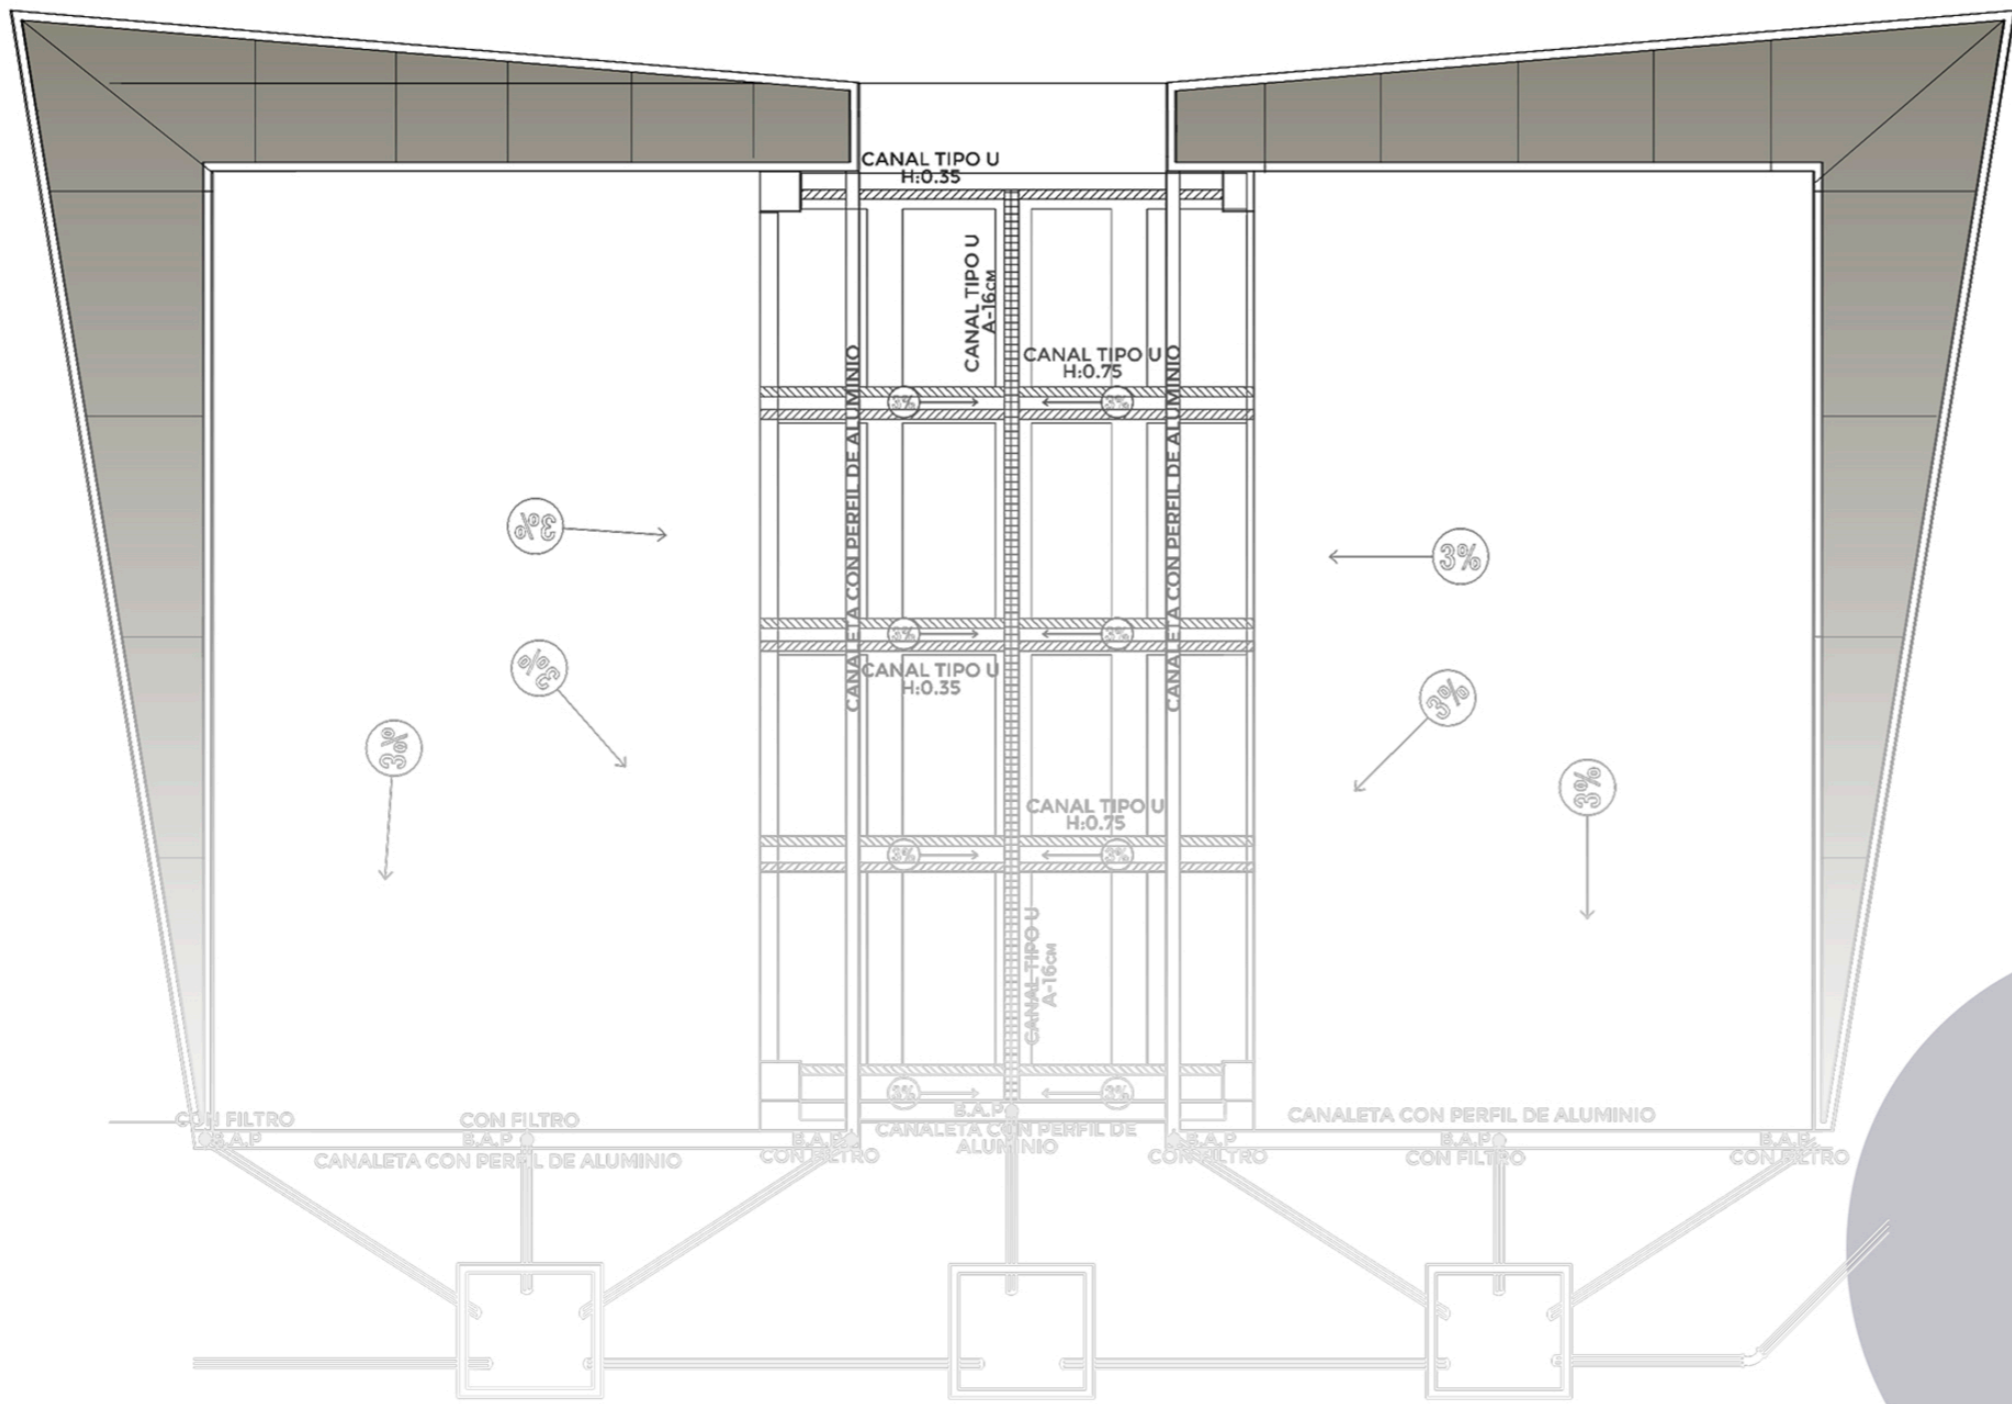 CANAL TIPO U
H:0.35
CANAL TIPO U
A-16CM
CANAL TIPO U
H:0.75
CANALETA CON PERFIL DE ALUMINIO
CANALETA CON PERFIL DE ALUMINIO
3%
3%
3%
3%
3%
3%
3%
3%
CANAL TIPO U
H:0.35
3%
3%
3%
3%
CANAL TIPO U
H:0.75
3%
3%
CANAL TIPO U
A-16CM
3%
3%
B.A.P
CANALETA CON PERFIL DE
ALUMINIO
CON FILTRO
B.A.P
CON FILTRO
B.A.P
CANALETA CON PERFIL DE ALUMINIO
B.A.P
CON FILTRO
CANALETA CON PERFIL DE ALUMINIO
B.A.P
CON FILTRO
B.A.P
CON FILTRO
B.A.P
CON FILTRO